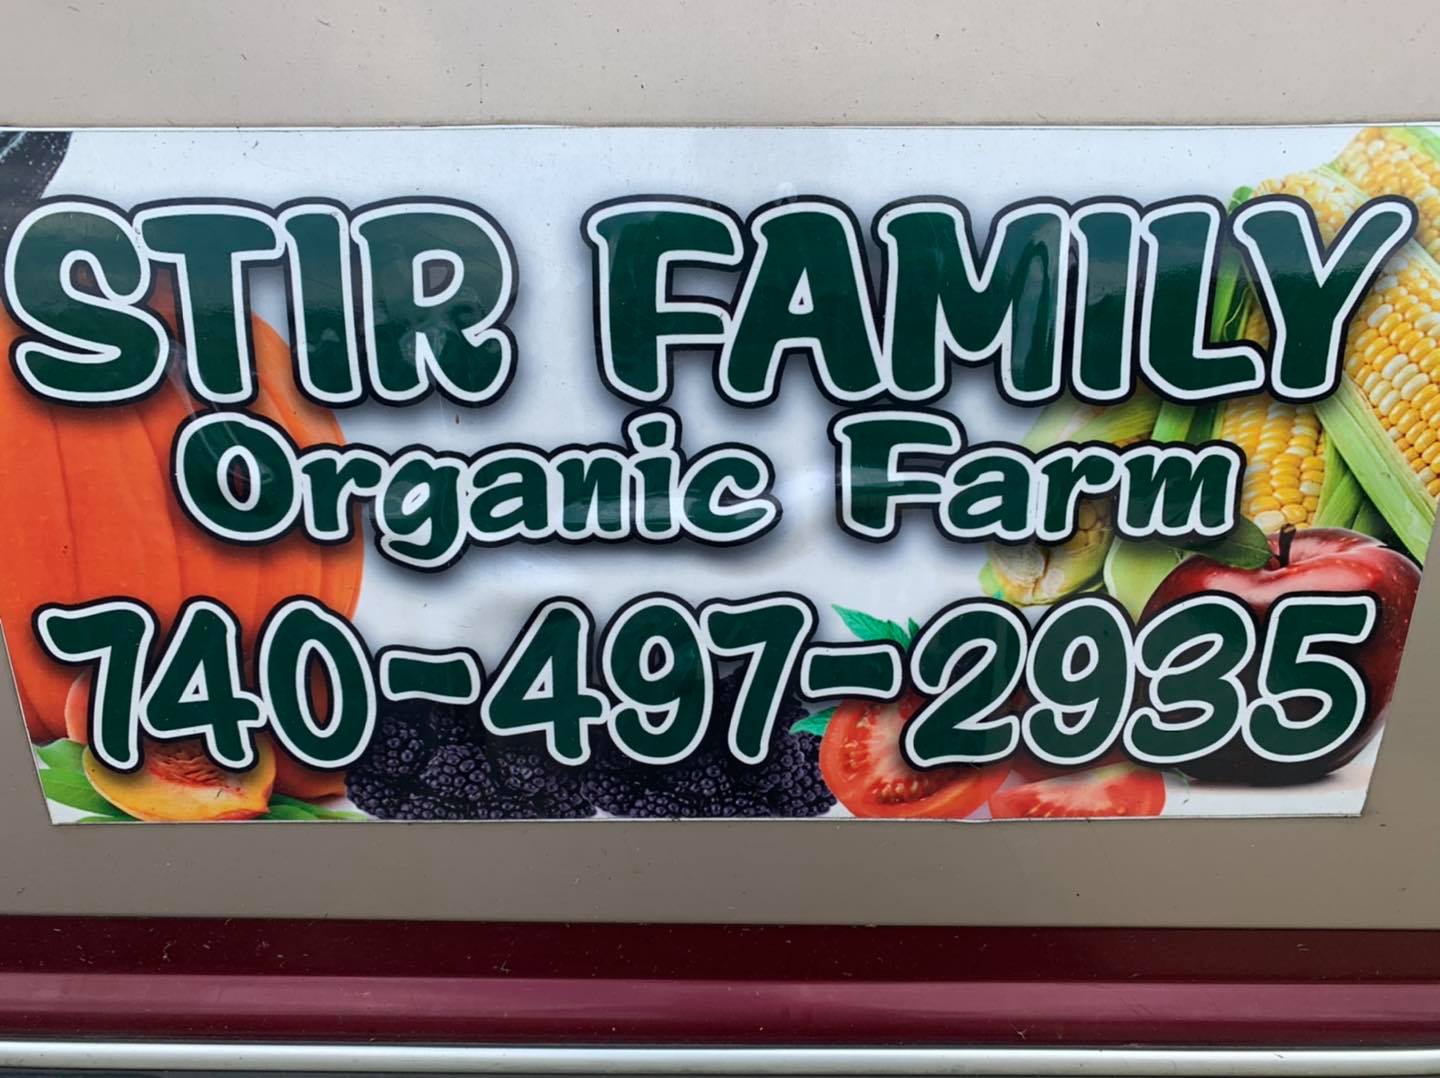 STIR FAMILY
Organic Farm
740-497-2935